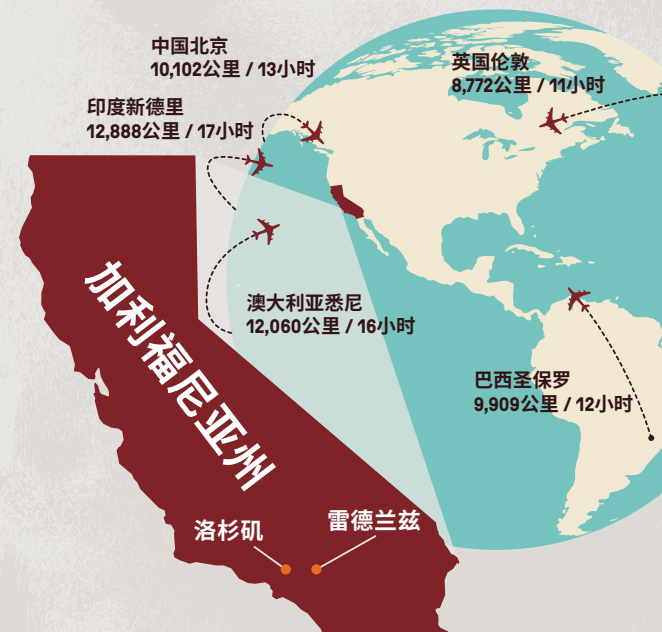 中国北京
10,102公里 / 13小时
英国伦敦
8,772公里 / 11小时
印度新德里
12,888公里 / 17小时
加利福尼亚州
澳大利亚悉尼
12,060公里 / 16小时
巴西圣保罗
9,909公里 / 12小时
洛杉矶
雷德兰兹